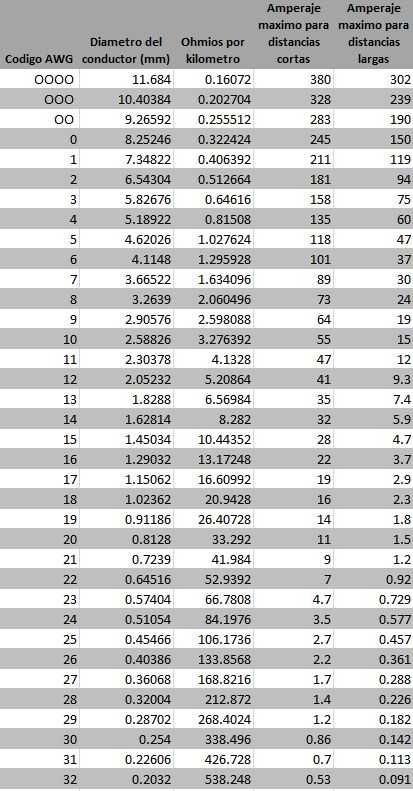 Codigo AWG Diametro del conductor (mm) Ohmios por kilometro Amperaje maximo para distancias cortas Amperaje maximo para distancias largas
OOOO 11.684 0.16072 380 302
OOO 10.40384 0.202704 328 239
OO 9.26592 0.255512 283 190
0 8.25246 0.322424 245 150
1 7.34822 0.406392 211 119
2 6.54304 0.512664 181 94
3 5.82676 0.64616 158 75
4 5.18922 0.81508 135 60
5 4.62026 1.027624 118 47
6 4.1148 1.295928 101 37
7 3.66522 1.634096 89 30
8 3.2639 2.060496 73 24
9 2.90576 2.598088 64 19
10 2.58826 3.276392 55 15
11 2.30378 4.1328 47 12
12 2.05232 5.20864 41 9.3
13 1.8288 6.56984 35 7.4
14 1.62814 8.282 32 5.9
15 1.45034 10.44352 28 4.7
16 1.29032 13.17248 22 3.7
17 1.15062 16.60992 19 2.9
18 1.02362 20.9428 16 2.3
19 0.91186 26.40728 14 1.8
20 0.8128 33.292 11 1.5
21 0.7239 41.984 9 1.2
22 0.64516 52.9392 7 0.92
23 0.57404 66.7808 4.7 0.729
24 0.51054 84.1976 3.5 0.577
25 0.45466 106.1736 2.7 0.457
26 0.40386 133.8568 2.2 0.361
27 0.36068 168.8216 1.7 0.288
28 0.32004 212.872 1.4 0.226
29 0.28702 268.4024 1.2 0.182
30 0.254 338.496 0.86 0.142
31 0.22606 426.728 0.7 0.113
32 0.2032 538.248 0.53 0.091